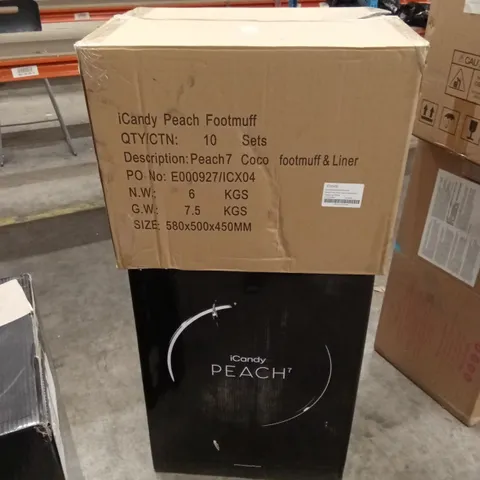 iCandy Peach Footmuff
QTY/CTN: 10 Sets
Description: Peach7 Coco footmuff & Liner
PO No: E000927/ICX04
N.W: 6 KGS
G.W: 7.5 KGS
SIZE: 580x500x450MM
iCandy
PEACH7
CAU